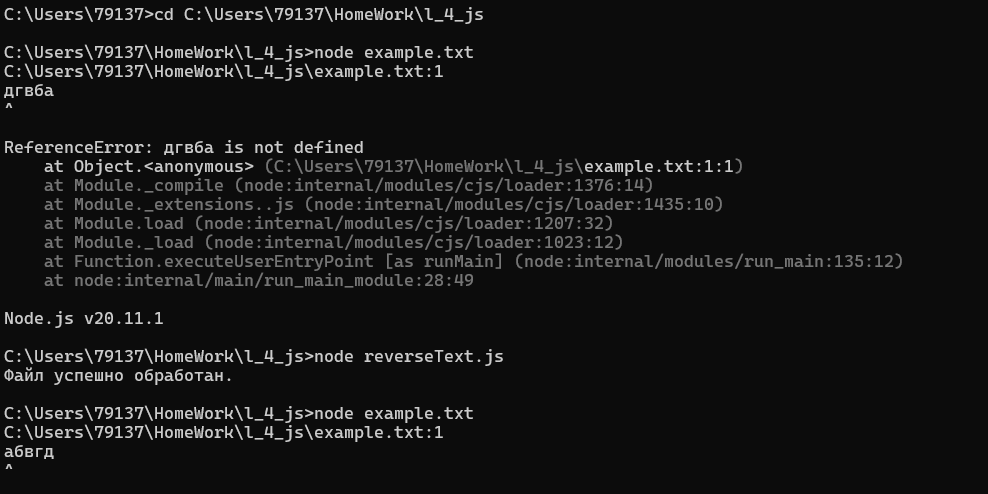 C:\Users\79137>cd C:\Users\79137\HomeWork\l_4_js
C:\Users\79137\HomeWork\l_4_js>node example.txt
C:\Users\79137\HomeWork\l_4_js\example.txt:1
дгвба
^
ReferenceError: дгвба is not defined
    at Object.<anonymous> (C:\Users\79137\HomeWork\l_4_js\example.txt:1:1)
    at Module._compile (node:internal/modules/cjs/loader:1376:14)
    at Module._extensions..js (node:internal/modules/cjs/loader:1435:10)
    at Module.load (node:internal/modules/cjs/loader:1207:32)
    at Module._load (node:internal/modules/cjs/loader:1023:12)
    at Function.executeUserEntryPoint [as runMain] (node:internal/modules/run_main:135:12)
    at node:internal/main/run_main_module:28:49
Node.js v20.11.1
C:\Users\79137\HomeWork\l_4_js>node reverseText.js
Файл успешно обработан.
C:\Users\79137\HomeWork\l_4_js>node example.txt
C:\Users\79137\HomeWork\l_4_js\example.txt:1
абвгд
^